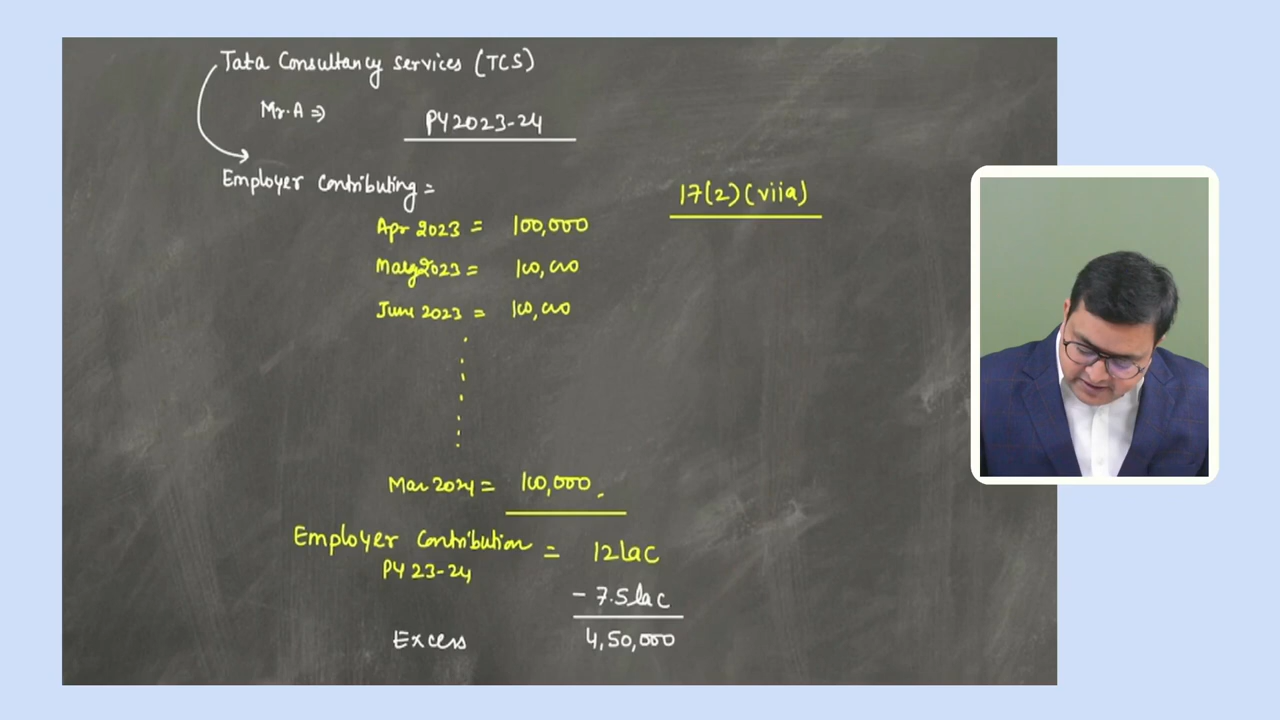 Tata Consultancy Services (TCS)
Mr. A ⇒
PY 2023-24
Employer Contributing =
17(2)(viia)
Apr 2023 = 100,000
2023 = 100,000
June 2023 = 100,000
Mar 2024 = 100,000
Employer Contribution = 12 lac
PY 23-24
- 7.5 lac
Excess 4,50,000